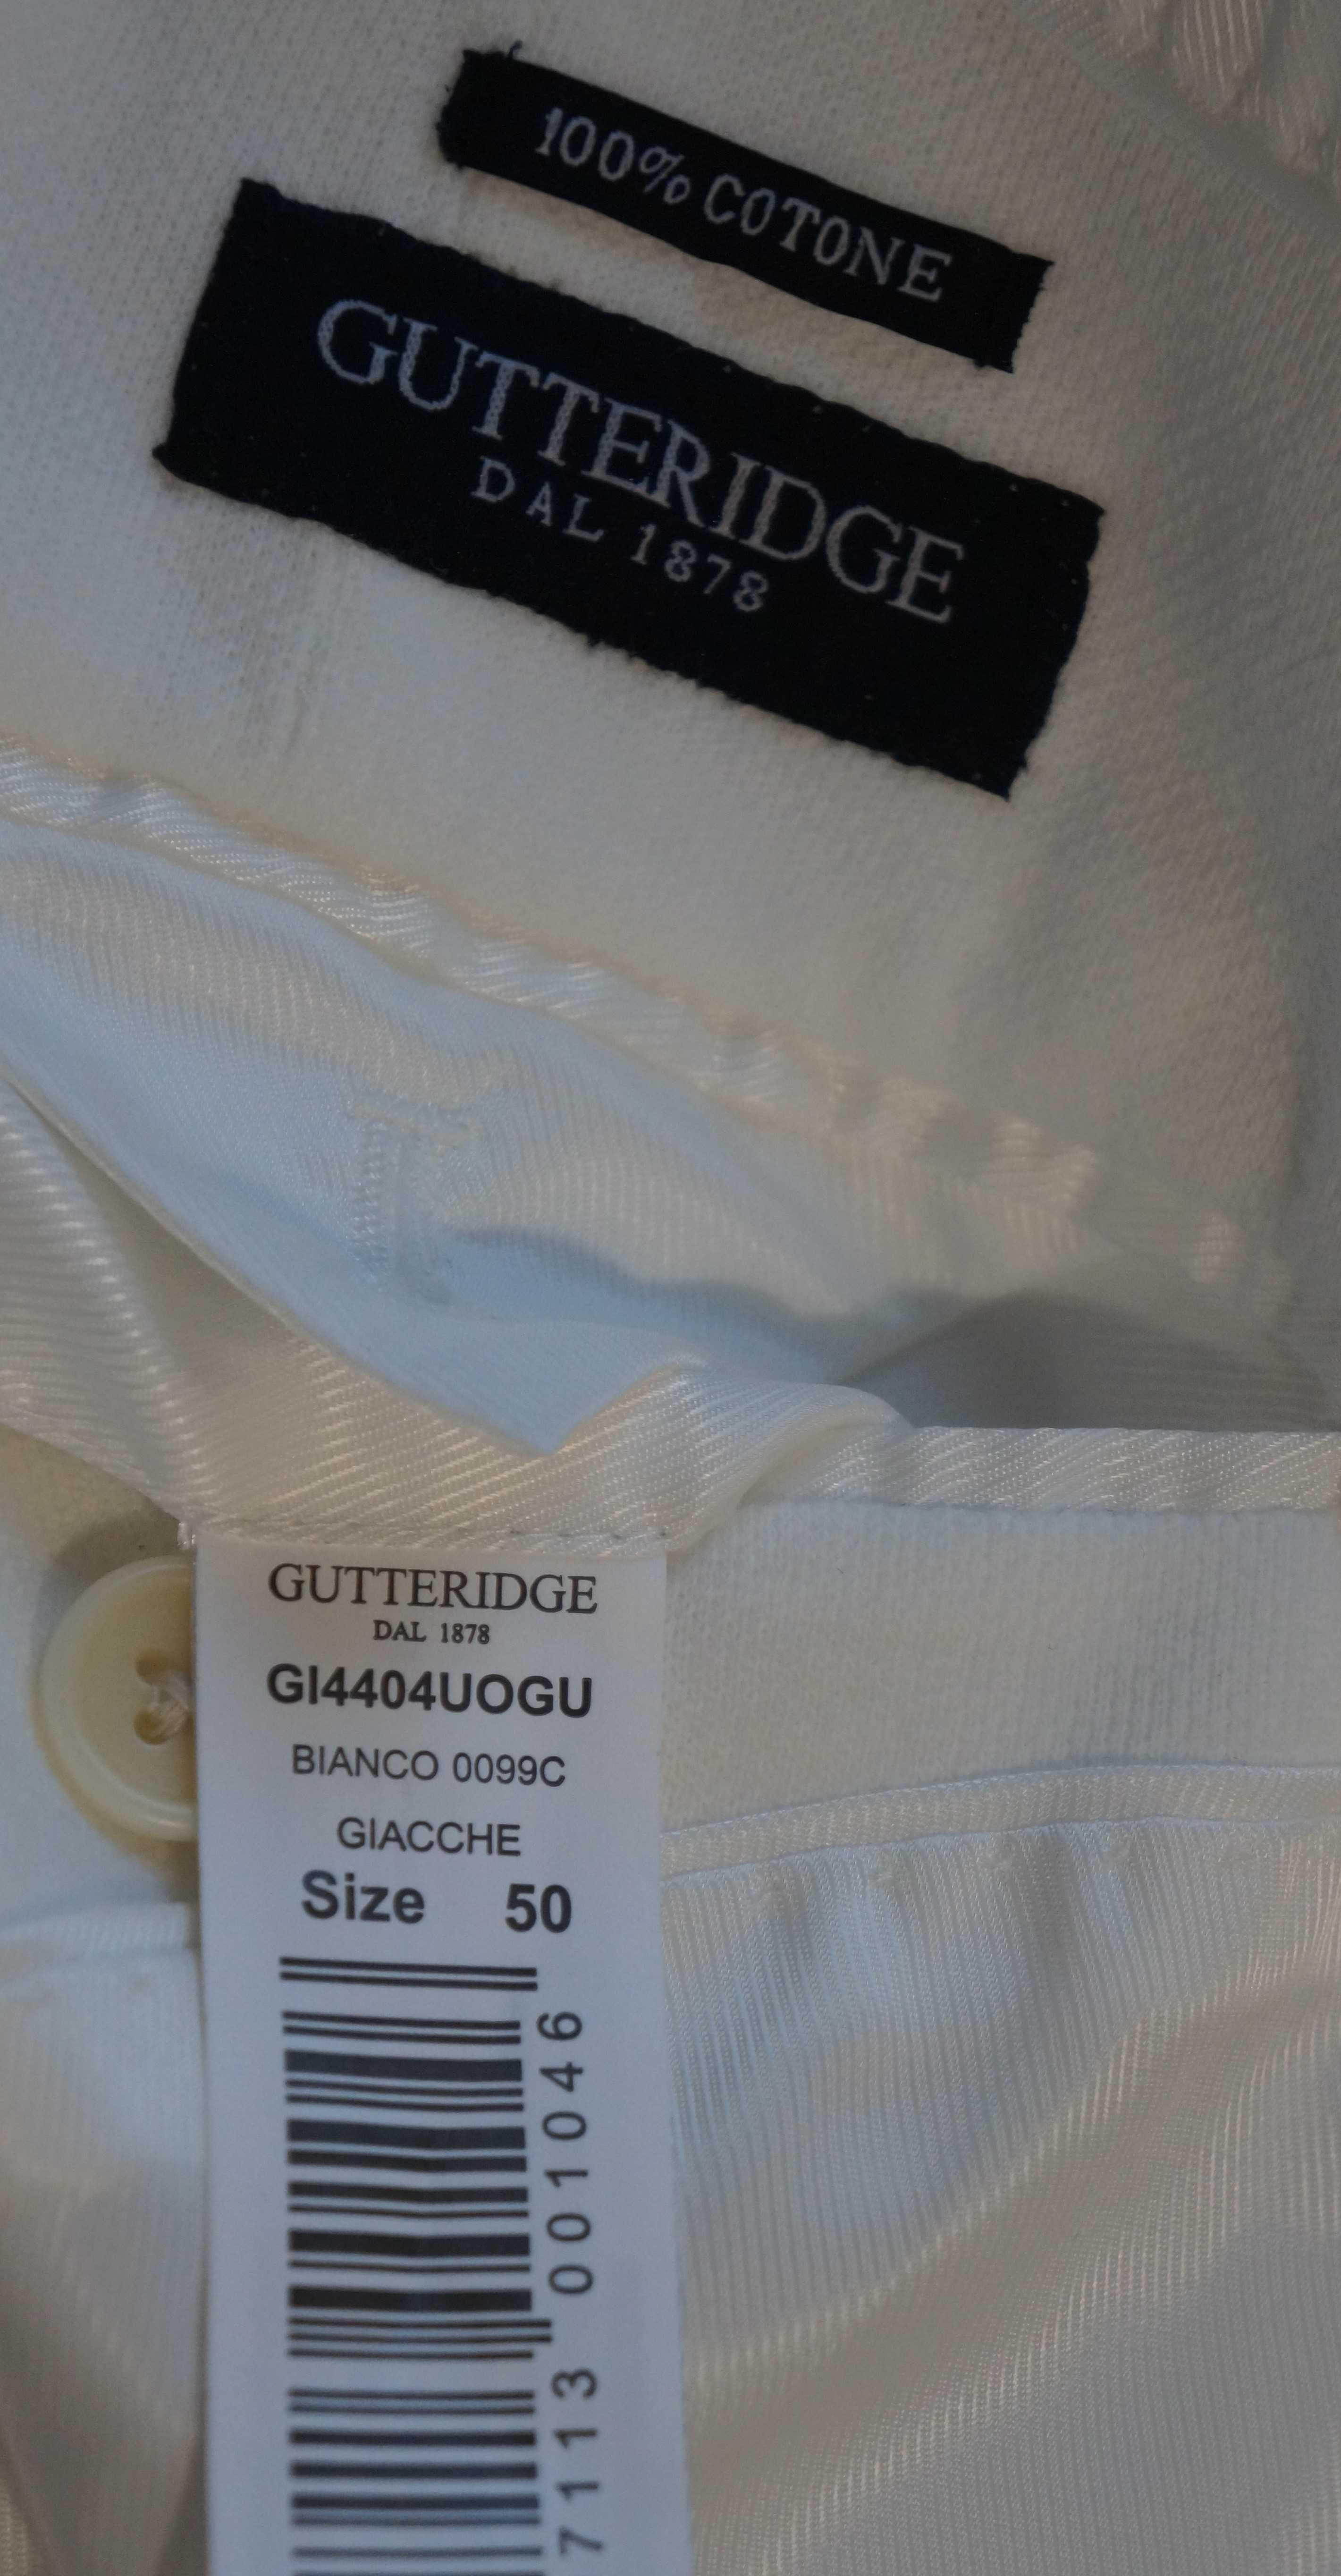 100% COTONE
GUTTERIDGE
DAL 1878
GUTTERIDGE
DAL 1878
GI4404UOGU
BIANCO 0099C
GIACCHE
Size 50
7113 001046